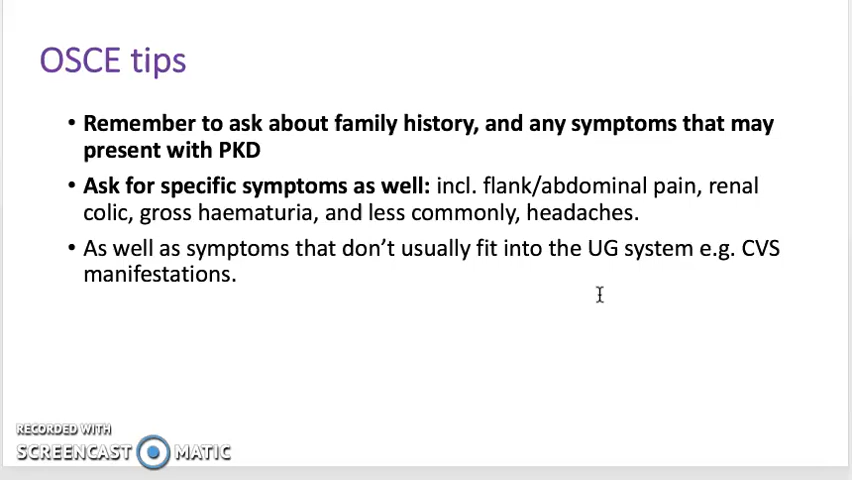 OSCE tips
• Remember to ask about family history, and any symptoms that may
present with PKD
• Ask for specific symptoms as well: incl. flank/abdominal pain, renal
colic, gross haematuria, and less commonly, headaches.
• As well as symptoms that don’t usually fit into the UG system e.g. CVS
manifestations.
RECORDED WITH
SCREENCAST MATIC